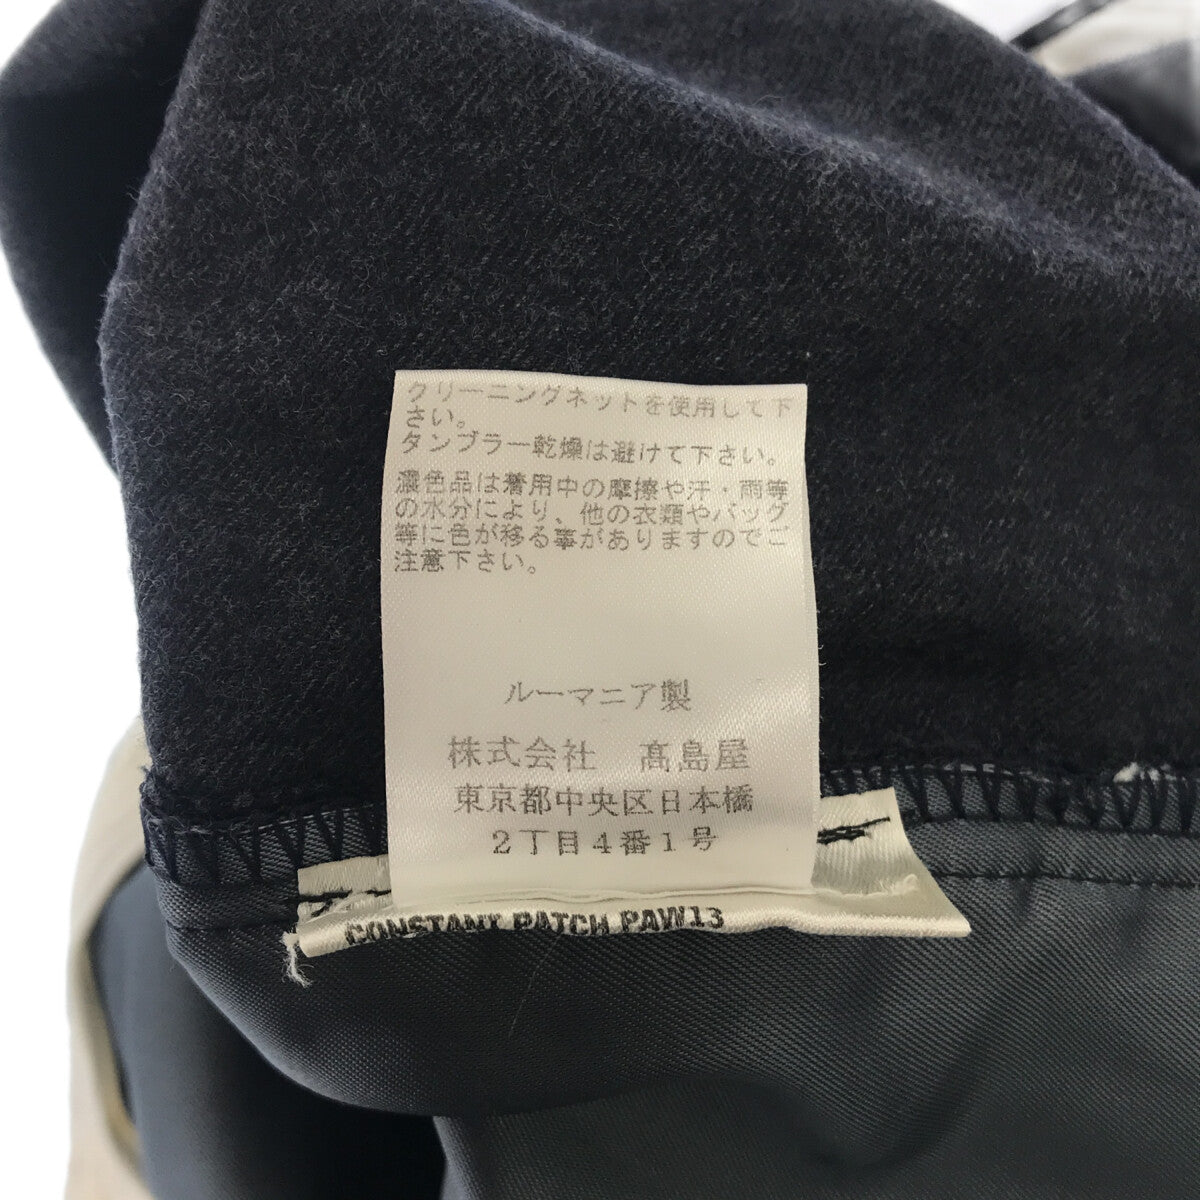 クリーニングネットを使用して下
さい。
タンブラー乾燥は避けて下さい。
濃色品は着用中の摩擦や汗・雨等
の水分により、他の衣類やバッグ
等に色が移る事がありますのでご
注意下さい。
ルーマニア製
株式会社 髙島屋
東京都中央区日本橋
2丁目4番1号
CONSTANT PATCH PAW13